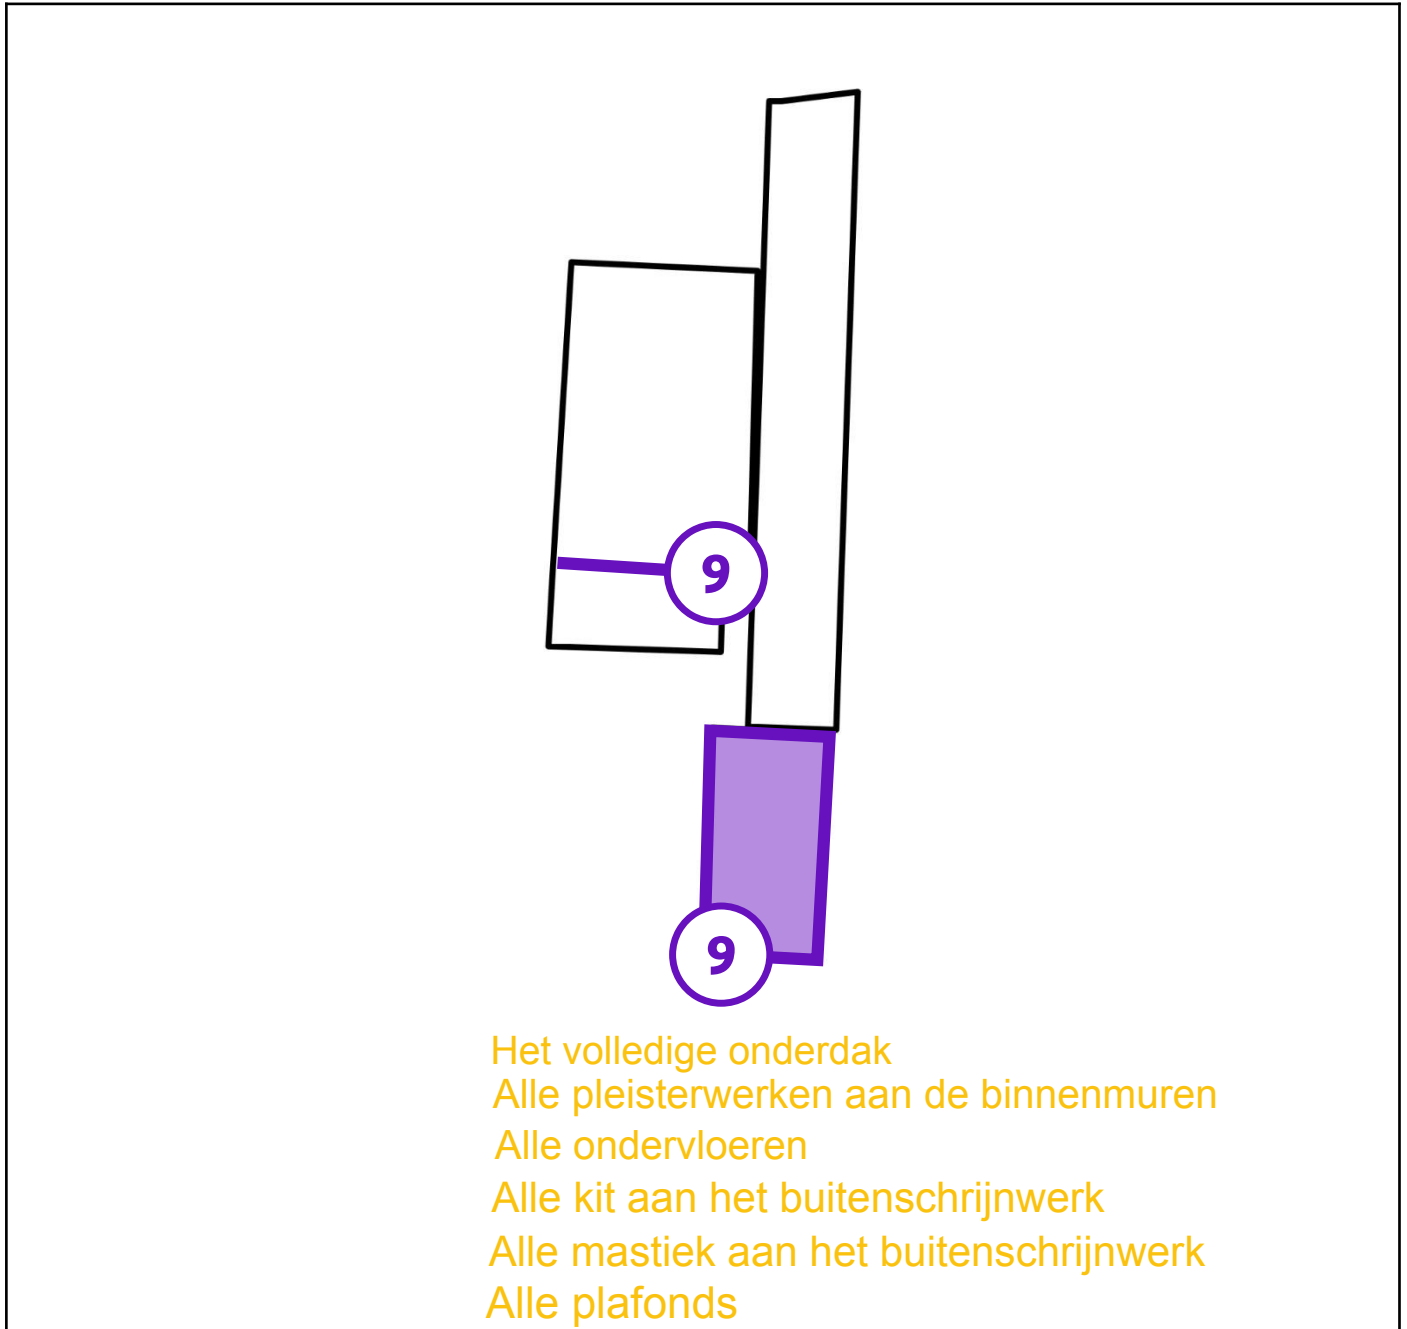 9
9
Het volledige onderdak
Alle pleisterwerken aan de binnenmuren
Alle ondervloeren
Alle kit aan het buitenschrijnwerk
Alle mastiek aan het buitenschrijnwerk
Alle plafonds